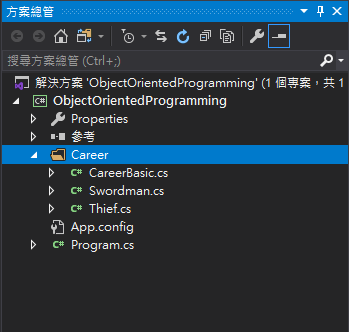 方案總管
搜尋方案總管 (Ctrl+;)
解決方案 'ObjectOrientedProgramming' (1 個專案，共 1
C# ObjectOrientedProgramming
Properties
參考
Career
C# CareerBasic.cs
C# Swordman.cs
C# Thief.cs
App.config
C# Program.cs